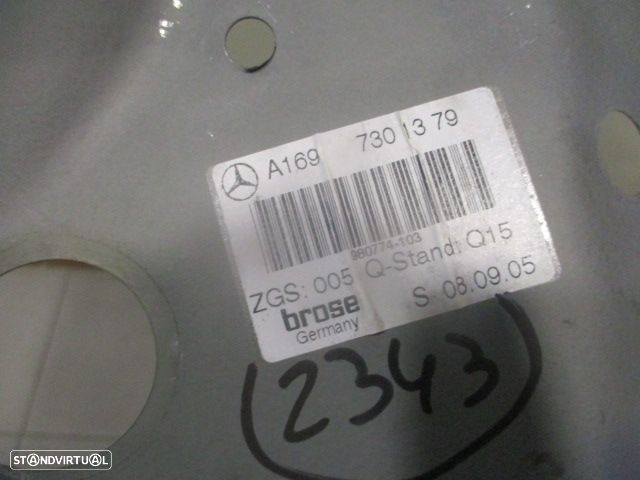 A169 730 13 79
980774-103
ZGS: 005 Q-Stand: Q15
brose S 08.09.05
Germany
(2343)
STANDVIRTUAL